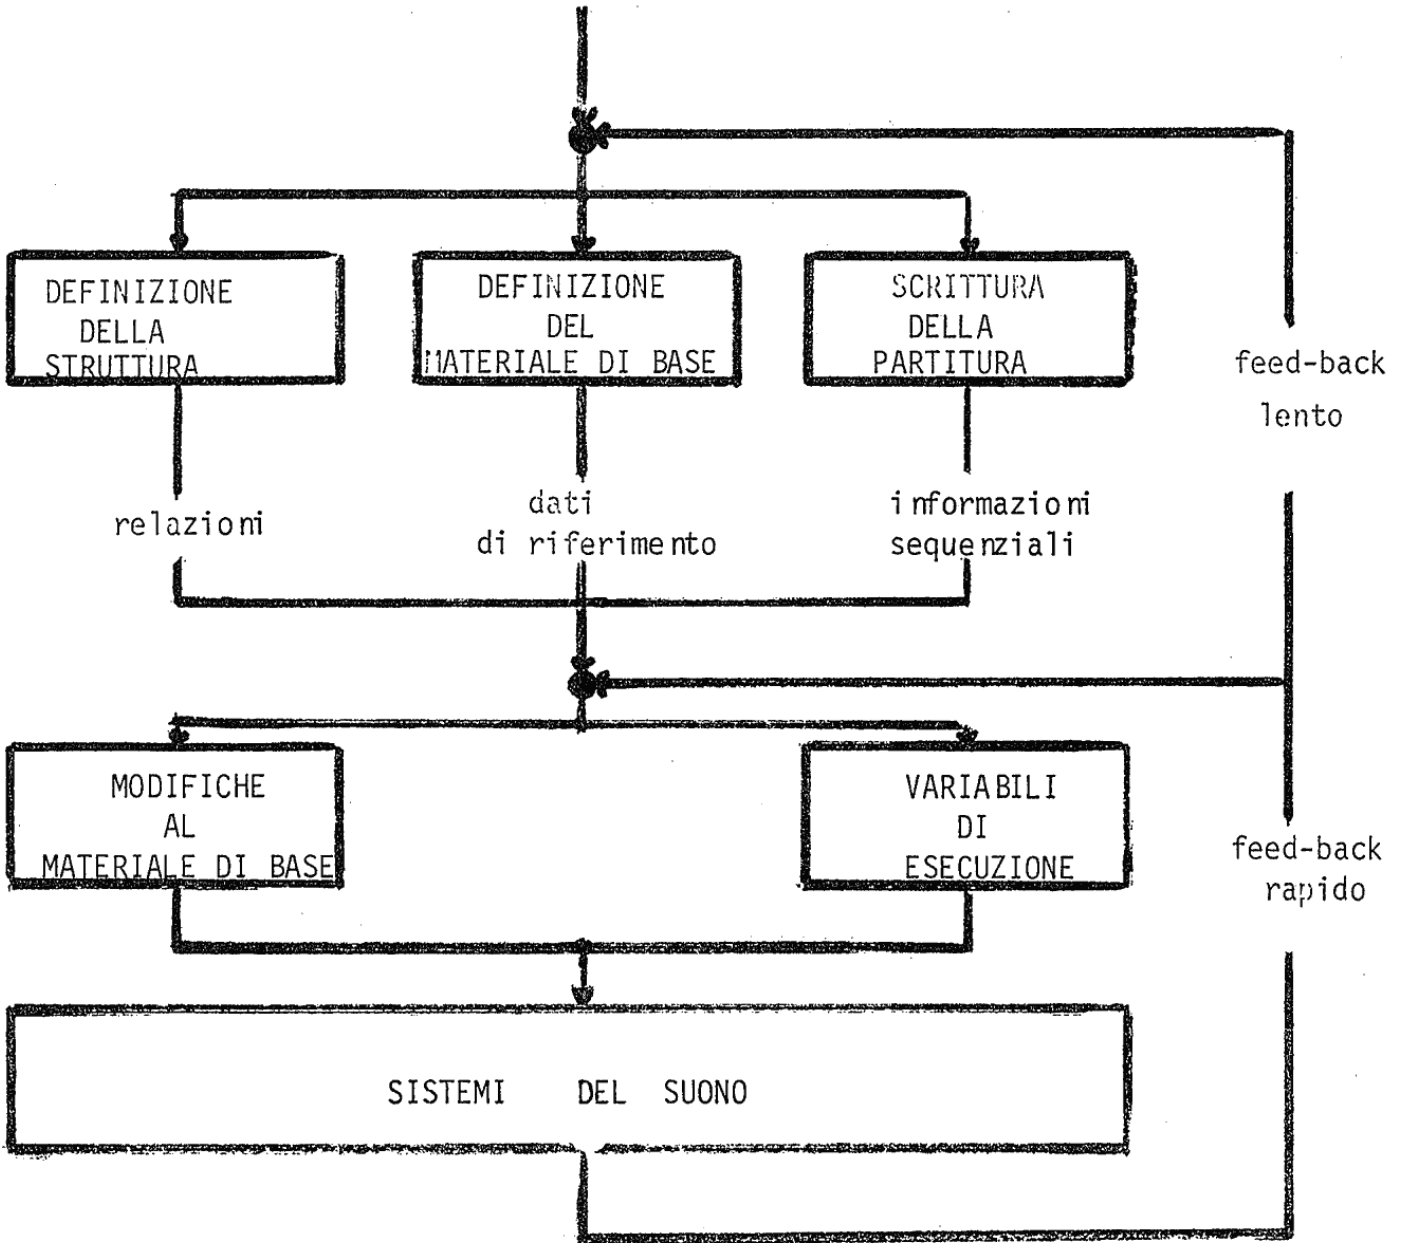 DEFINIZIONE
DELLA
STRUTTURA
DEFINIZIONE
DEL
MATERIALE DI BASE
SCRITTURA
DELLA
PARTITURA
feed-back
lento
relazioni
dati
di riferimento
informazioni
sequenziali
MODIFICHE
AL
MATERIALE DI BASE
VARIABILI
DI
ESECUZIONE
feed-back
rapido
SISTEMI DEL SUONO